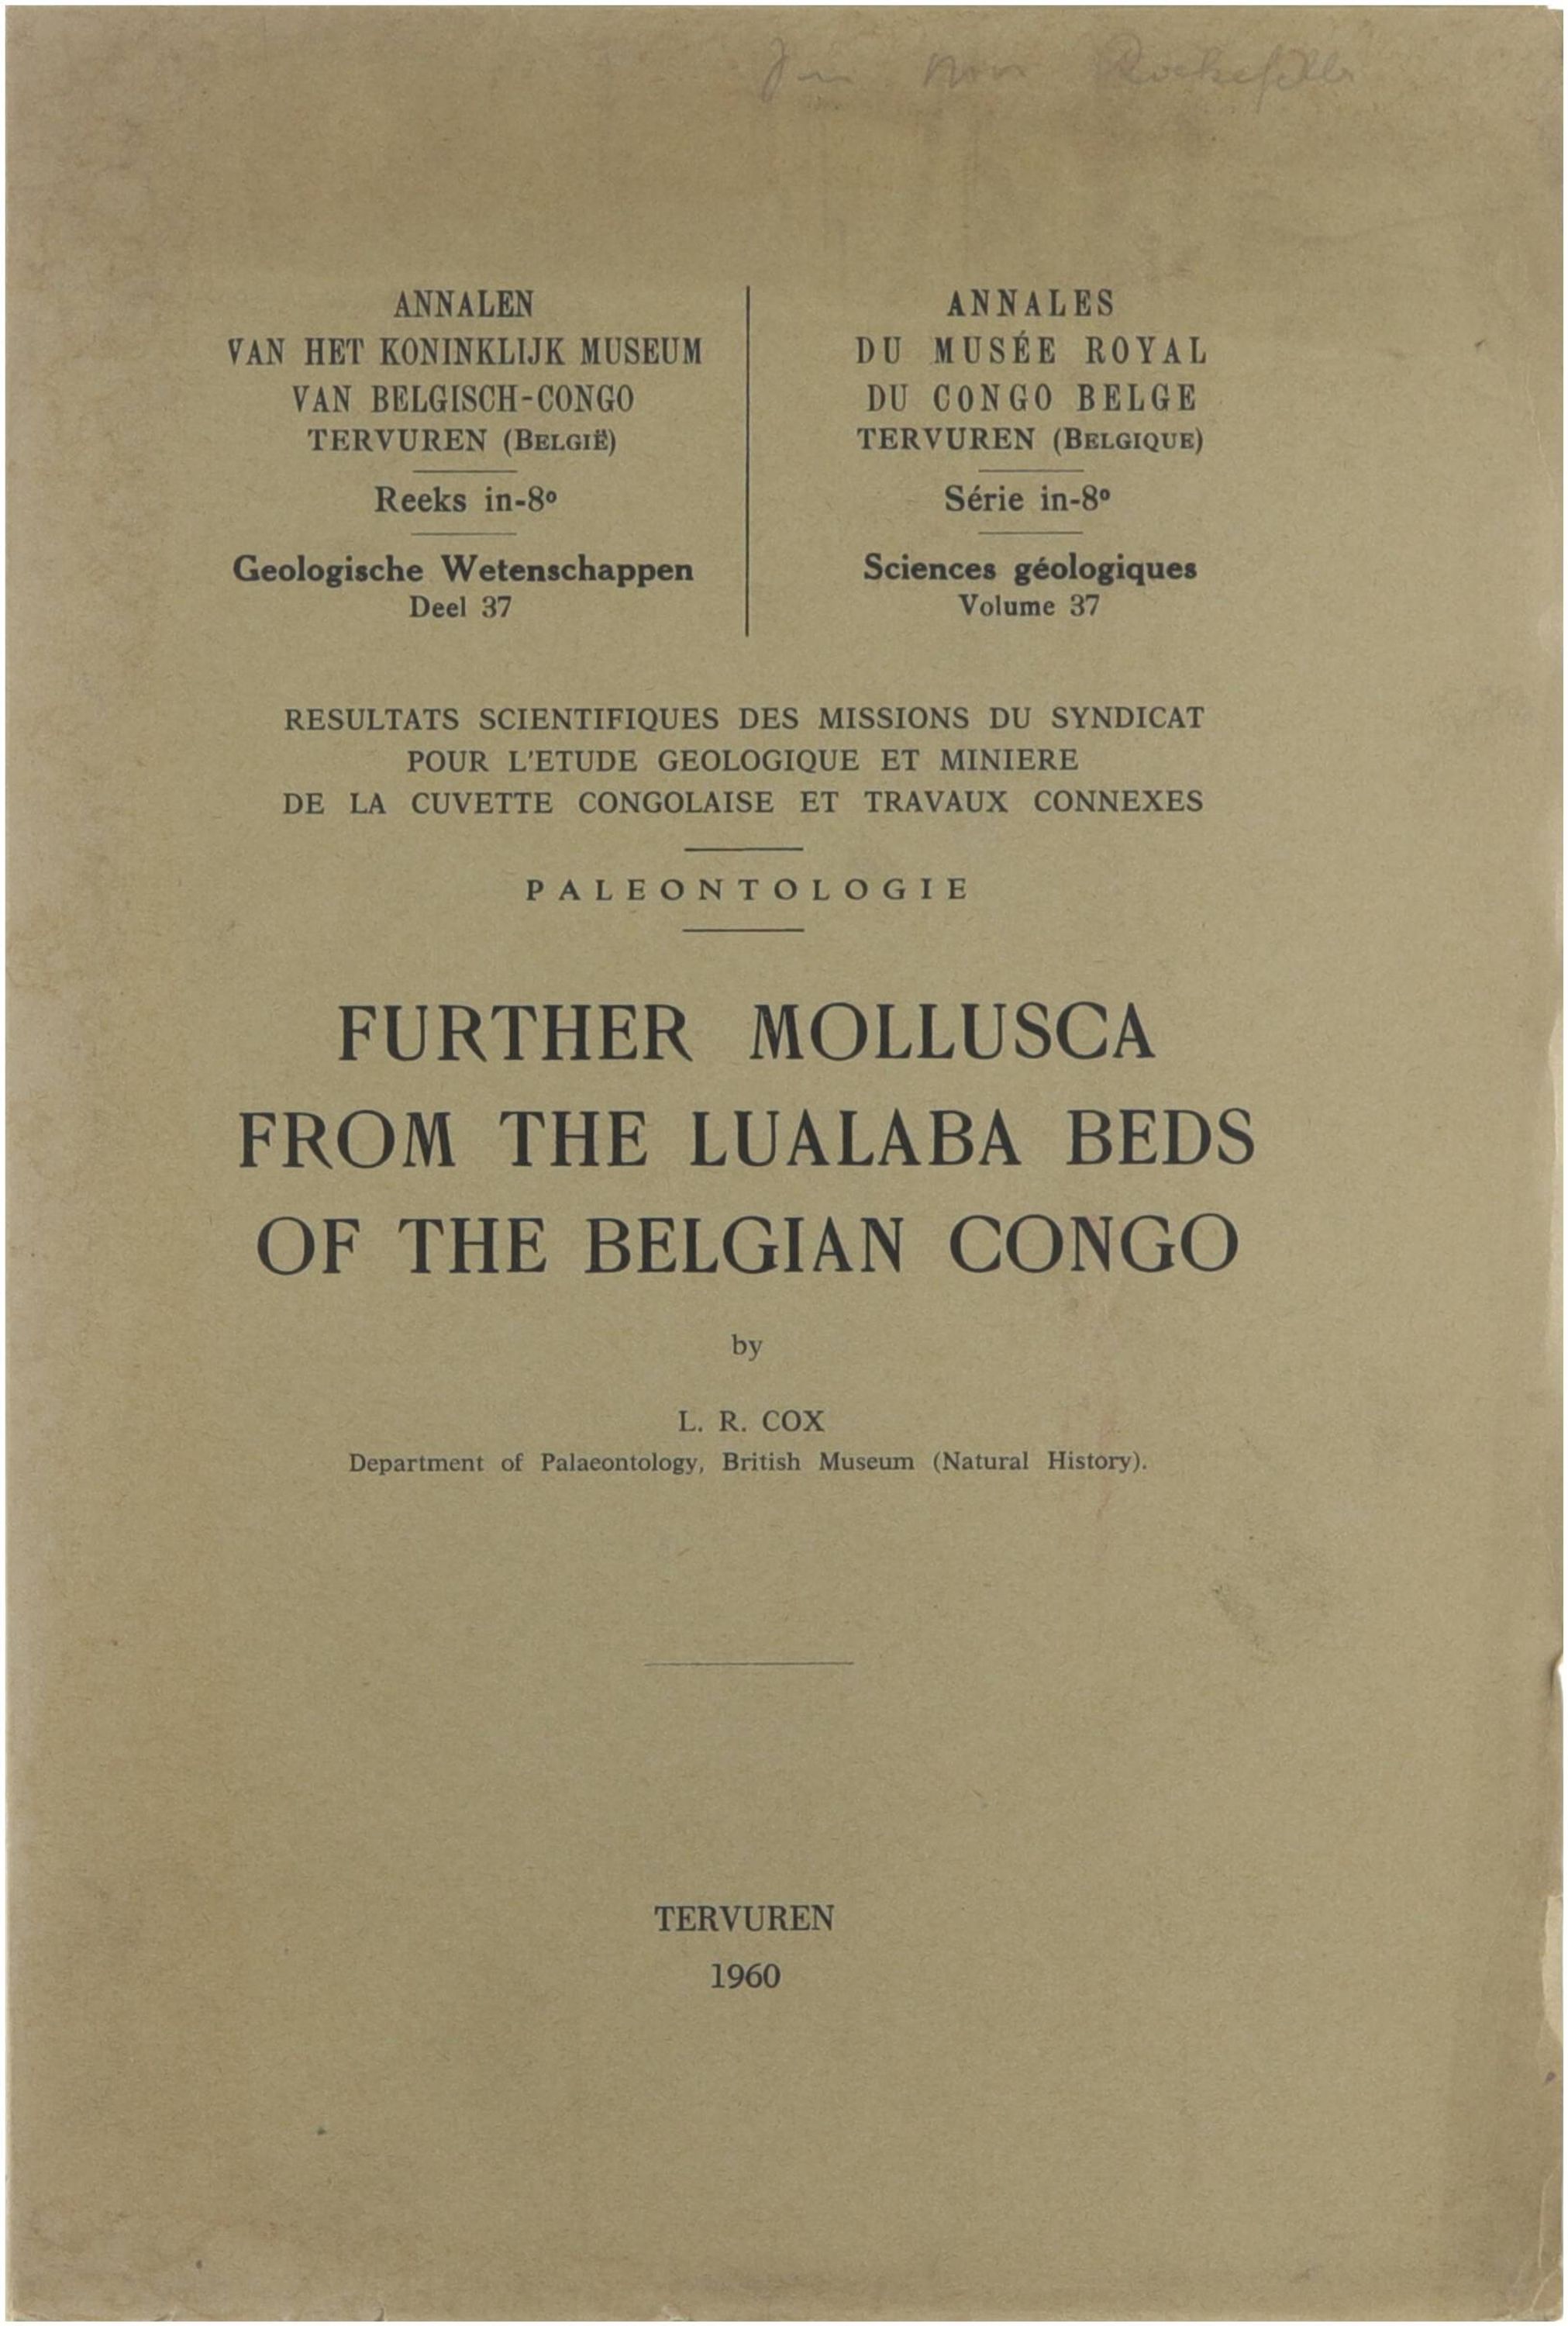 ANNALEN
VAN HET KONINKLIJK MUSEUM
VAN BELGISCH-CONGO
TERVUREN (BELGIË)
Reeks in-8º
Geologische Wetenschappen
Deel 37
ANNALES
DU MUSÉE ROYAL
DU CONGO BELGE
TERVUREN (BELGIQUE)
Série in-8º
Sciences géologiques
Volume 37
RESULTATS SCIENTIFIQUES DES MISSIONS DU SYNDICAT
POUR L'ETUDE GEOLOGIQUE ET MINIERE
DE LA CUVETTE CONGOLAISE ET TRAVAUX CONNEXES
PALEONTOLOGIE
FURTHER MOLLUSCA
FROM THE LUALABA BEDS
OF THE BELGIAN CONGO
by
L. R. COX
Department of Palaeontology, British Museum (Natural History).
TERVUREN
1960